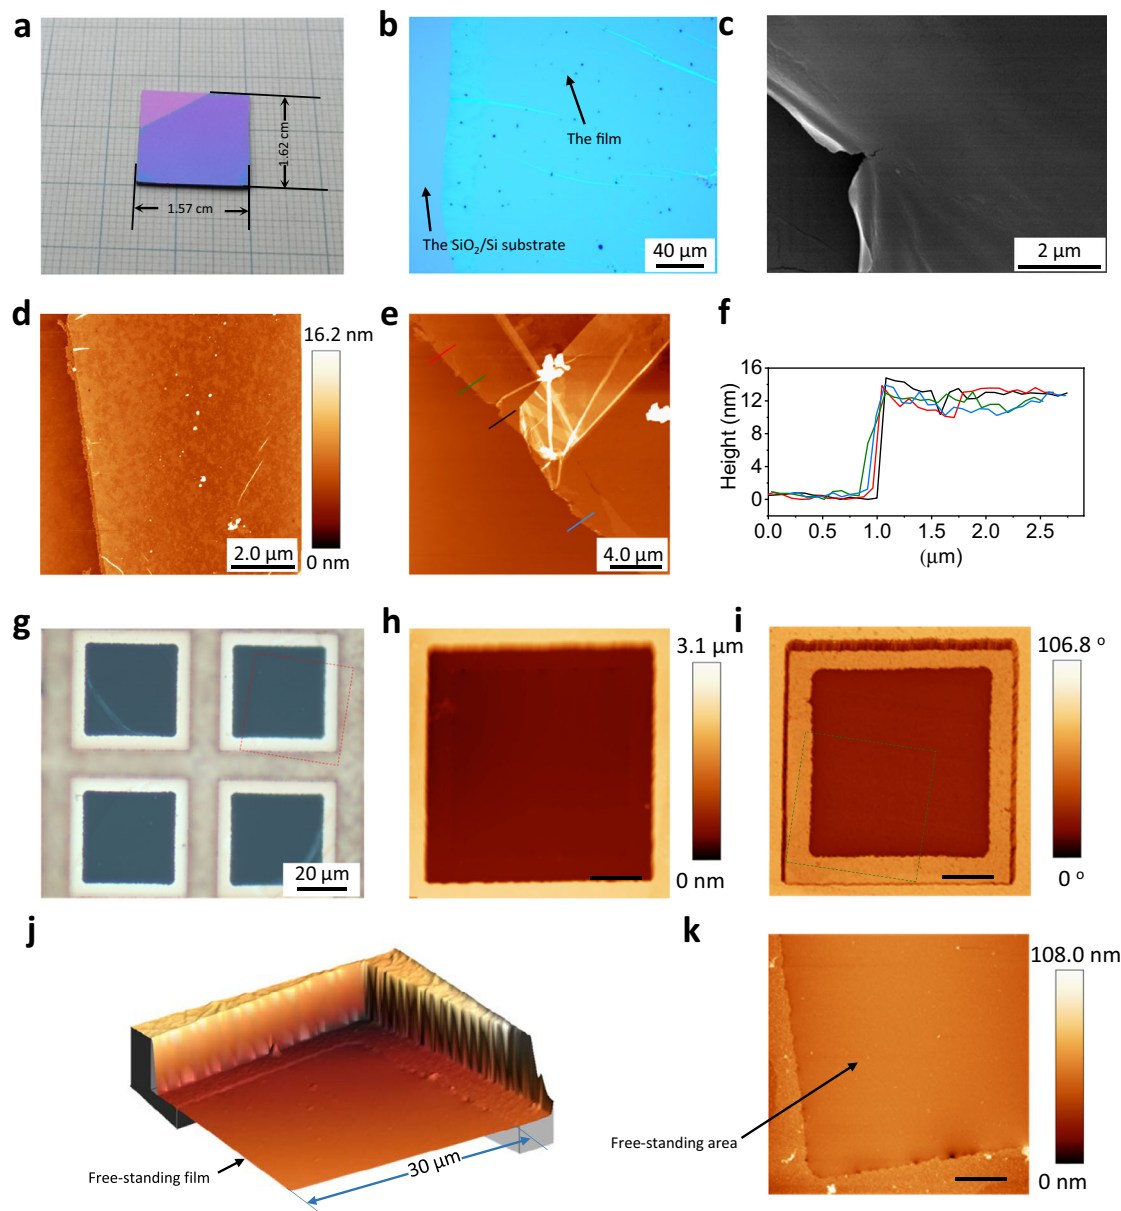 a
1.62 cm
1.57 cm
b
The film
The SiO₂/Si substrate
40 μm
c
2 μm
d
16.2 nm
0 nm
2.0 μm
e
4.0 μm
f
Height (nm)
16
12
8
4
0
0.0 0.5 1.0 1.5 2.0 2.5
(μm)
g
20 μm
h
3.1 μm
0 nm
i
106.8 °
0 °
j
Free-standing film
30 μm
k
108.0 nm
Free-standing area
0 nm